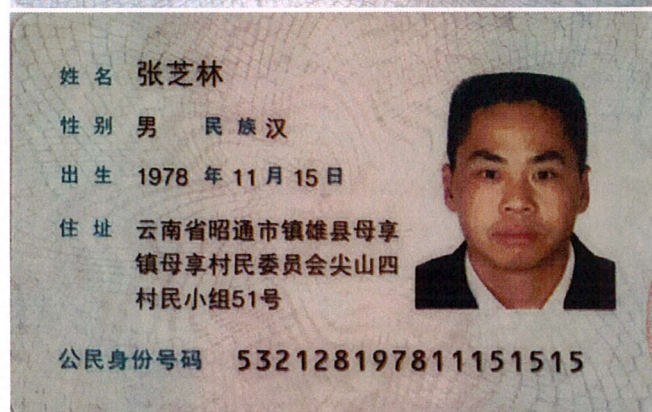 姓名 张芝林
性别 男 民族 汉
出生 1978 年 11 月 15 日
住址 云南省昭通市镇雄县母享
镇母享村民委员会尖山四
村民小组51号
公民身份号码 532128197811151515